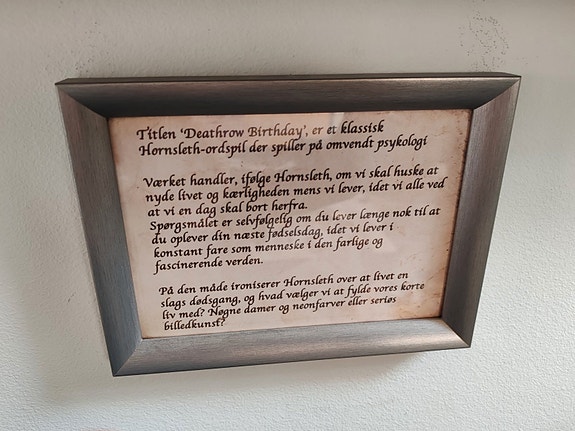 Titlen 'Deathrow Birthday', er et klassisk
Hornsleth-ordspil der spiller på omvendt psykologi
Værket handler, ifølge Hornsleth, om vi skal huske at
nyde livet og kærligheden mens vi lever, idet vi alle ved
at vi en dag skal bort herfra.
Spørgsmålet er selvfølgelig om du lever længe nok til at
du oplever din næste fødselsdag, idet vi lever i
konstant fare som menneske i den farlige og
fascinerende verden.
På den måde ironiserer Hornsleth over at livet en
slags dødsgang, og hvad vælger vi at fylde vores korte
liv med? Nøgne damer og neonfarver eller seriøs
billedkunst?